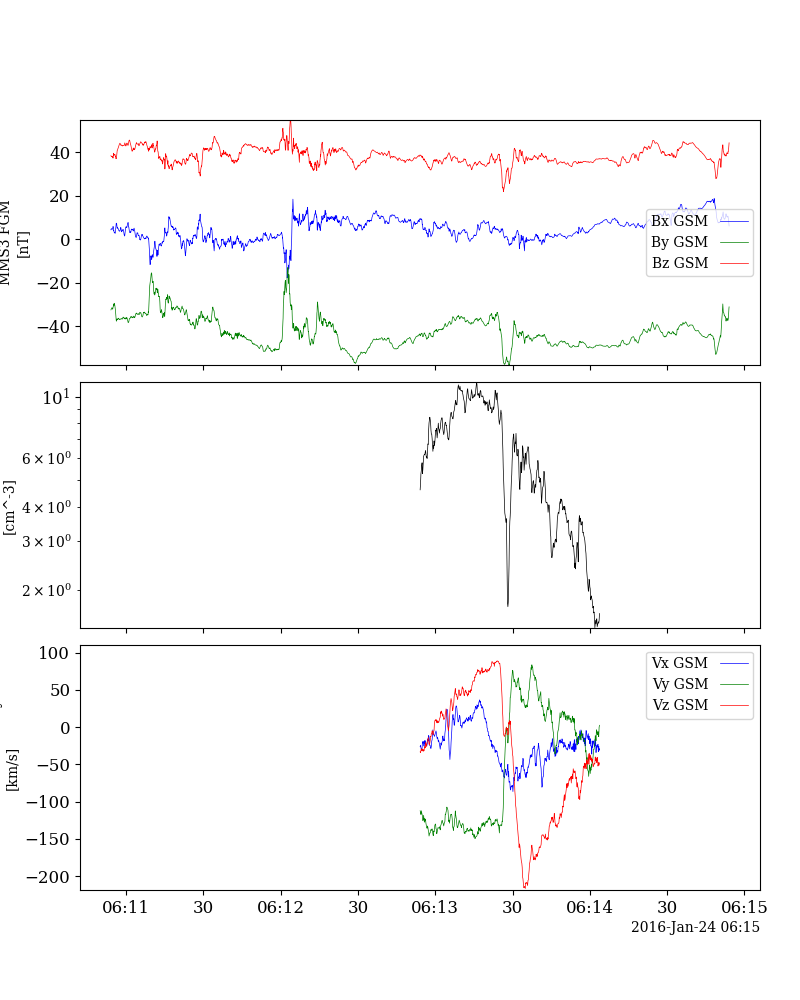 40
20
0
−20
−40
MMS3 FGM
[nT]
Bx GSM
By GSM
Bz GSM
10¹
6 × 10⁰
4 × 10⁰
3 × 10⁰
2 × 10⁰
[cm^-3]
100
50
0
−50
−100
−150
−200
[km/s]
Vx GSM
Vy GSM
Vz GSM
06:11 30 06:12 30 06:13 30 06:14 30 06:15
2016-Jan-24 06:15